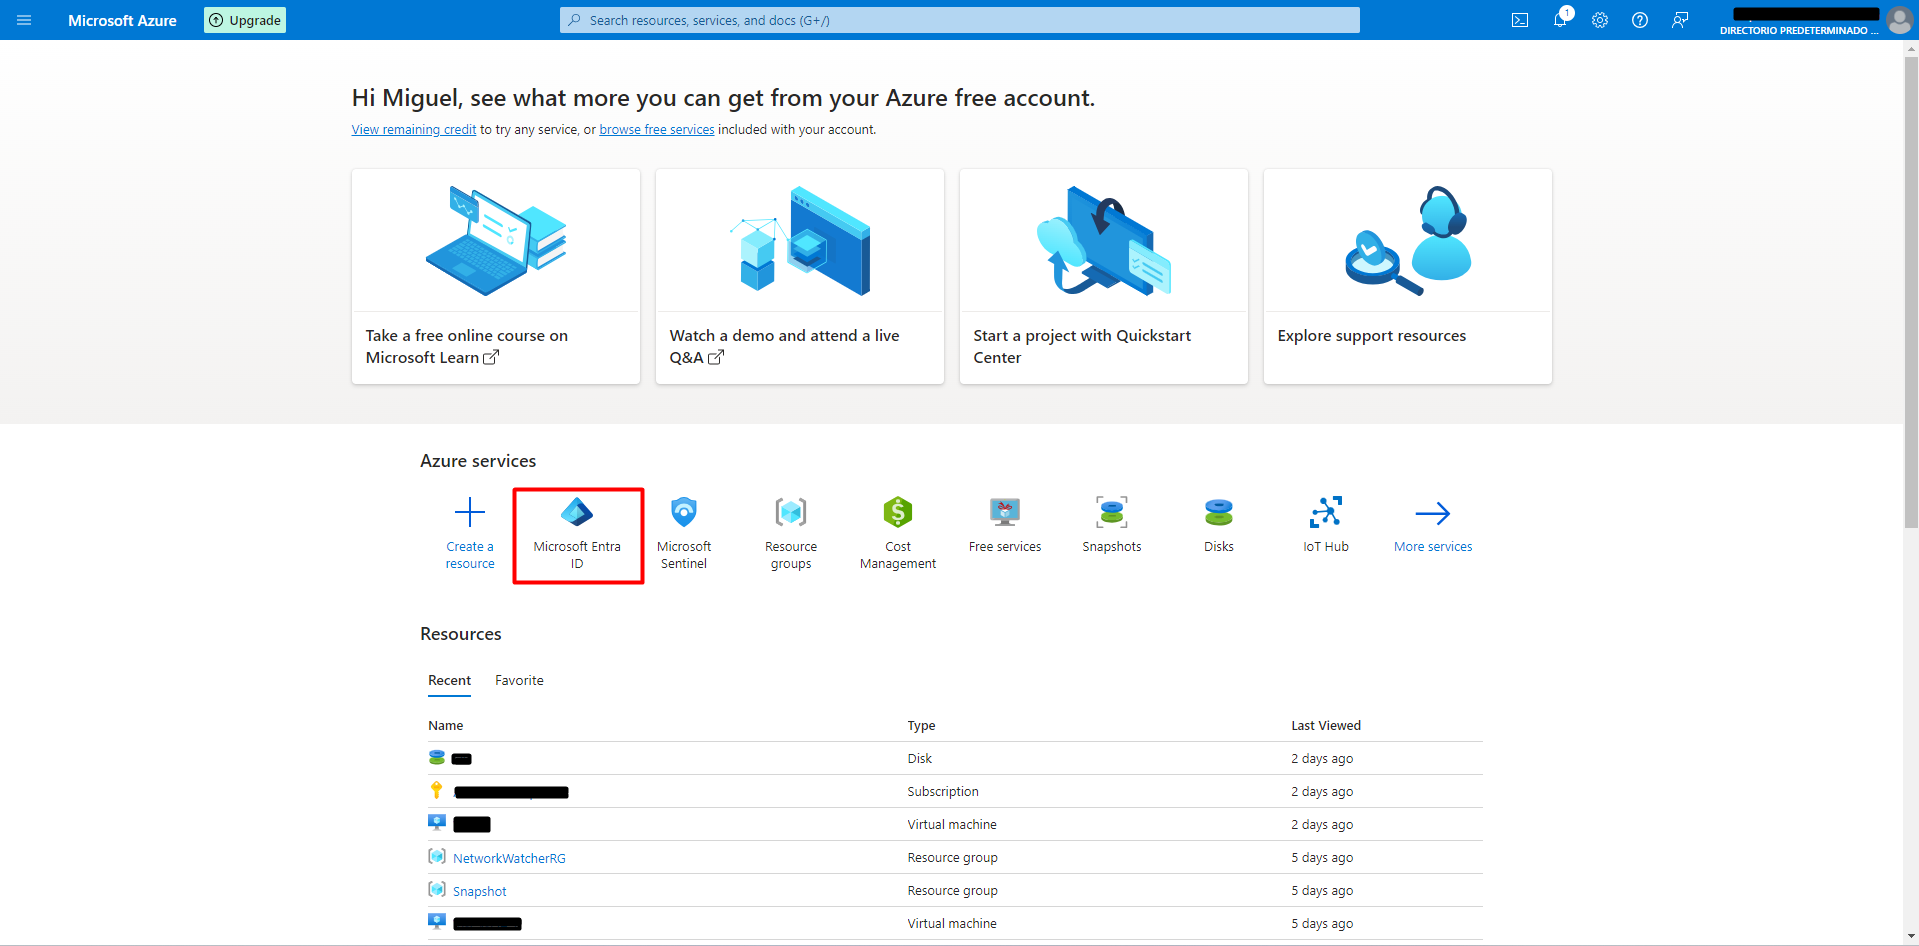 Microsoft Azure
Upgrade
Search resources, services, and docs (G+/)
1
DIRECTORIO PREDETERMINADO ...
Hi Miguel, see what more you can get from your Azure free account.
View remaining credit to try any service, or browse free services included with your account.
Take a free online course on
Microsoft Learn
Watch a demo and attend a live
Q&A
Start a project with Quickstart
Center
Explore support resources
Azure services
Create a
resource
Microsoft Entra
ID
Microsoft
Sentinel
Resource
groups
Cost
Management
Free services
Snapshots
Disks
IoT Hub
More services
Resources
Recent Favorite
Name Type Last Viewed
Disk 2 days ago
Subscription 2 days ago
Virtual machine 2 days ago
NetworkWatcherRG Resource group 5 days ago
Snapshot Resource group 5 days ago
Virtual machine 5 days ago